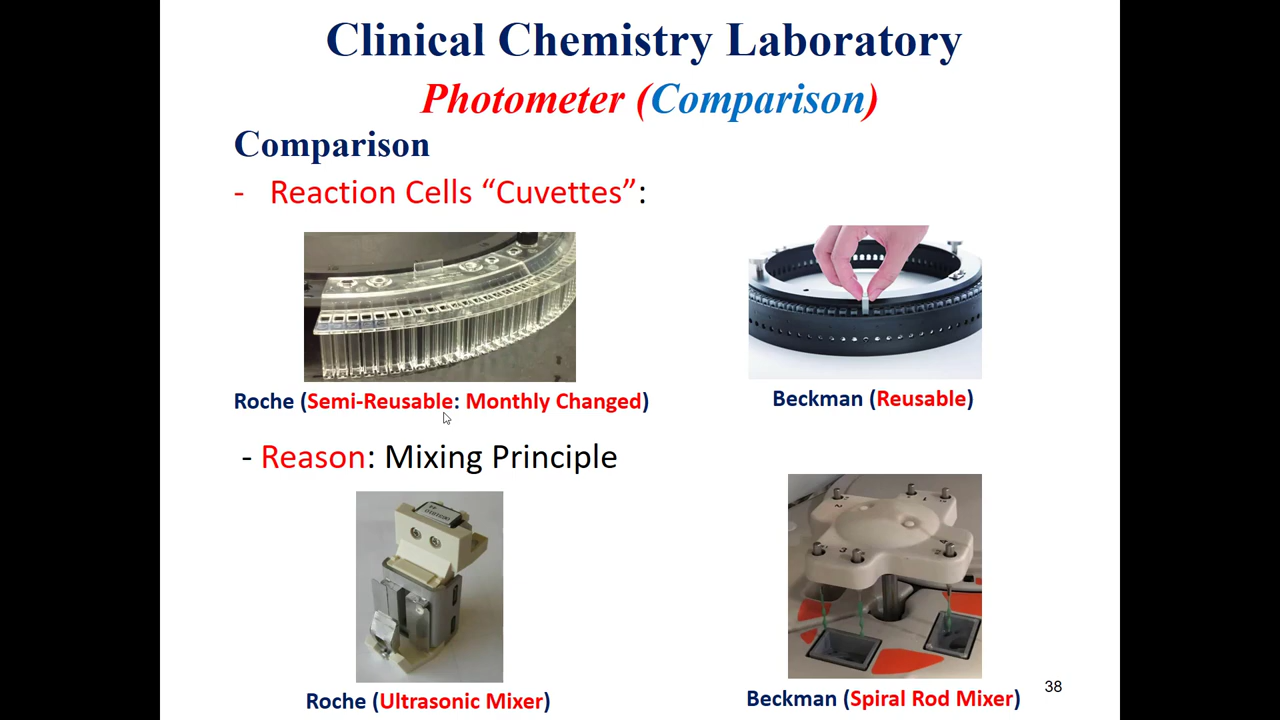 Clinical Chemistry Laboratory
Photometer (Comparison)
Comparison
- Reaction Cells “Cuvettes”:
Roche (Semi-Reusable: Monthly Changed)
Beckman (Reusable)
- Reason: Mixing Principle
Roche (Ultrasonic Mixer)
Beckman (Spiral Rod Mixer)
38